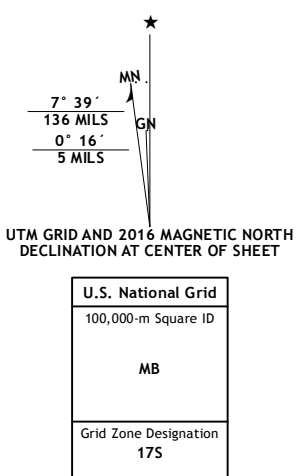 ★
MN
7° 39´
136 MILS
GN
0° 16´
5 MILS
UTM GRID AND 2016 MAGNETIC NORTH
DECLINATION AT CENTER OF SHEET
U.S. National Grid
100,000-m Square ID
MB
Grid Zone Designation
17S